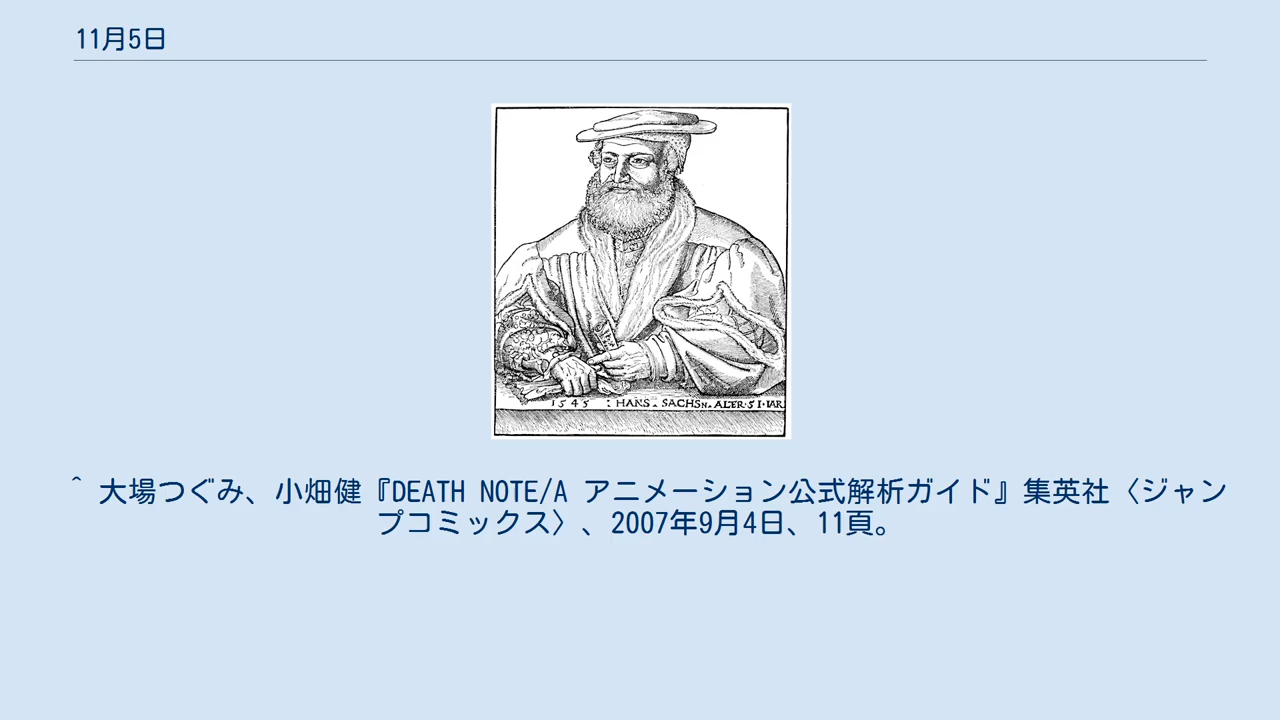 11月5日
1545 : HANS. SACHSN. ALTER·51·IAR
^ 大場つぐみ、小畑健『DEATH NOTE/A アニメーション公式解析ガイド』集英社〈ジャン
プコミックス〉、2007年9月4日、11頁。